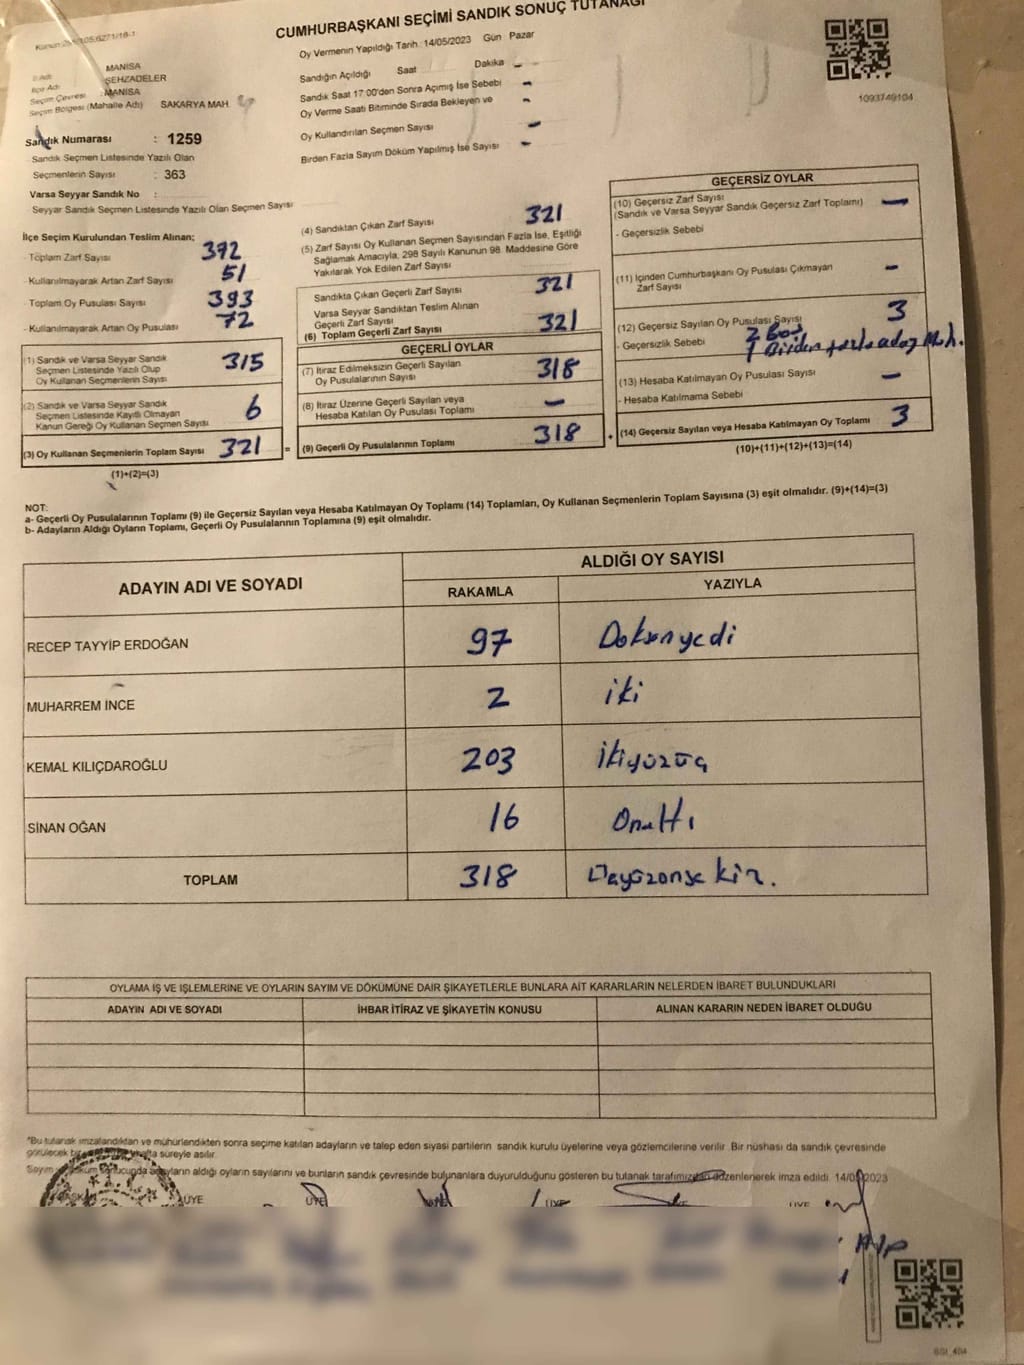 CUMHURBAŞKANI SEÇİMİ SANDIK SONUÇ TUTANAĞI
Oy Vermenin Yapıldığı Tarih: 14/05/2023 Gün Pazar
İl Adı MANİSA
İlçe Adı ŞEHZADELER
Seçim Çevresi : MANİSA
Seçim Bölgesi (Mahalle Adı) SAKARYA MAH.
Sandık Numarası : 1259
Sandık Seçmen Listesinde Yazılı Olan
Seçmenlerin Sayısı : 363
Varsa Seyyar Sandık No :
Seyyar Sandık Seçmen Listesinde Yazılı Olan Seçmen Sayısı
Sandığın Açıldığı Saat Dakika -
Sandık Saat 17:00'den Sonra Açımış İse Sebebi -
Oy Verme Saati Bitiminde Sırada Bekleyen ve -
Oy Kullandırılan Seçmen Sayısı -
Birden Fazla Sayım Döküm Yapılmış İse Sayısı -
1093749104
İlçe Seçim Kurulundan Teslim Alınan;
- Toplam Zarf Sayısı 372
- Kullanılmayarak Artan Zarf Sayısı 51
- Toplam Oy Pusulası Sayısı 393
- Kullanılmayarak Artan Oy Pusulası 72
(1) Sandık ve Varsa Seyyar Sandık
Seçmen Listesinde Yazılı Olup 315
Oy Kullanan Seçmenlerin Sayısı
(2) Sandık ve Varsa Seyyar Sandık
Seçmen Listesinde Kayıtlı Olmayan 6
Kanun Gereği Oy Kullanan Seçmen Sayısı
(3) Oy Kullanan Seçmenlerin Toplam Sayısı 321 =
(1)+(2)=(3)
(4) Sandıktan Çıkan Zarf Sayısı 321
(5) Zarf Sayısı Oy Kullanan Seçmen Sayısından Fazla İse, Eşitliği
Sağlamak Amacıyla, 298 Sayılı Kanunun 98. Maddesine Göre
Yakılarak Yok Edilen Zarf Sayısı
Sandıkta Çıkan Geçerli Zarf Sayısı 321
Varsa Seyyar Sandıktan Teslim Alınan
Geçerli Zarf Sayısı
(6) Toplam Geçerli Zarf Sayısı 321
GEÇERLİ OYLAR
(7) İtiraz Edilmeksizin Geçerli Sayılan
Oy Pusulalarının Sayısı 318
(8) İtiraz Üzerine Geçerli Sayılan veya
Hesaba Katılan Oy Pusulası Toplamı -
(9) Geçerli Oy Pusulalarının Toplamı 318
GEÇERSİZ OYLAR
(10) Geçersiz Zarf Sayısı
(Sandık ve Varsa Seyyar Sandık Geçersiz Zarf Toplamı) -
- Geçersizlik Sebebi
(11) İçinden Cumhurbaşkanı Oy Pusulası Çıkmayan
Zarf Sayısı -
(12) Geçersiz Sayılan Oy Pusulası Sayısı 3
- Geçersizlik Sebebi 2 Boş
1 Birden fazla aday Müh.
(13) Hesaba Katılmayan Oy Pusulası Sayısı -
- Hesaba Katılmama Sebebi
(14) Geçersiz Sayılan veya Hesaba Katılmayan Oy Toplamı 3
(10)+(11)+(12)+(13)=(14)
NOT:
a- Geçerli Oy Pusulalarının Toplamı (9) ile Geçersiz Sayılan veya Hesaba Katılmayan Oy Toplamı (14) Toplamları, Oy Kullanan Seçmenlerin Toplam Sayısına (3) eşit olmalıdır. (9)+(14)=(3)
b- Adayların Aldığı Oyların Toplamı, Geçerli Oy Pusulalarının Toplamına (9) eşit olmalıdır.
ADAYIN ADI VE SOYADI
ALDIĞI OY SAYISI
RAKAMLA YAZIYLA
RECEP TAYYİP ERDOĞAN 97 Doksanyedi
MUHARREM İNCE 2 iki
KEMAL KILIÇDAROĞLU 203 ikiyüzüç
SİNAN OĞAN 16 Onaltı
TOPLAM 318
OYLAMA İŞ VE İŞLEMLERİNE VE OYLARIN SAYIM VE DÖKÜMÜNE DAİR ŞİKAYETLERLE BUNLARA AİT KARARLARIN NELERDEN İBARET BULUNDUKLARI
ADAYIN ADI VE SOYADI İHBAR İTİRAZ VE ŞİKAYETİN KONUSU ALINAN KARARIN NEDEN İBARET OLDUĞU
*Bu tutanak imzalandıktan ve mühürlendikten sonra seçime katılan adayların ve talep eden siyasi partilerin sandık kurulu üyelerine veya gözlemcilerine verilir. Bir nüshası da sandık çevresinde
görülecek bir hafta süreyle asılır.
Sayım sonucunda adayların aldığı oyların sayılarını ve bunların sandık çevresinde bulunanlara duyurulduğunu gösteren bu tutanak tarafımızdan düzenlenerek imza edildi. 14/05/2023
BAŞKAN ÜYE ÜYE ÜYE ÜYE